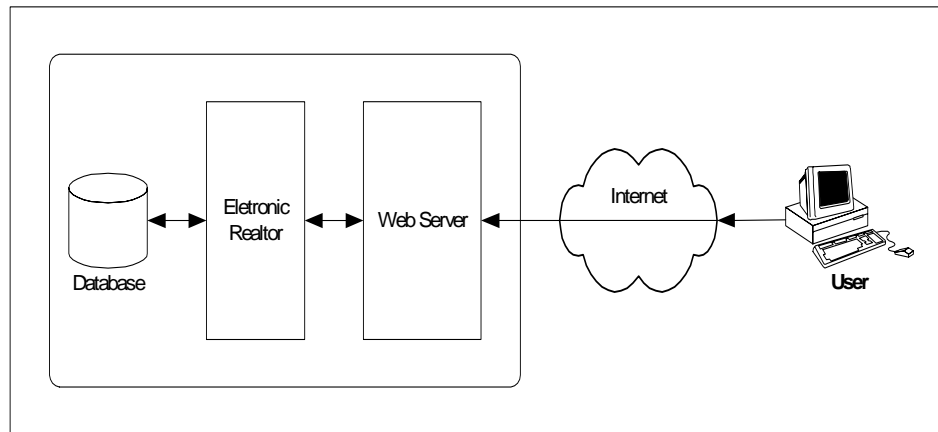 Database
Eletronic
Realtor
Web Server
Internet
User